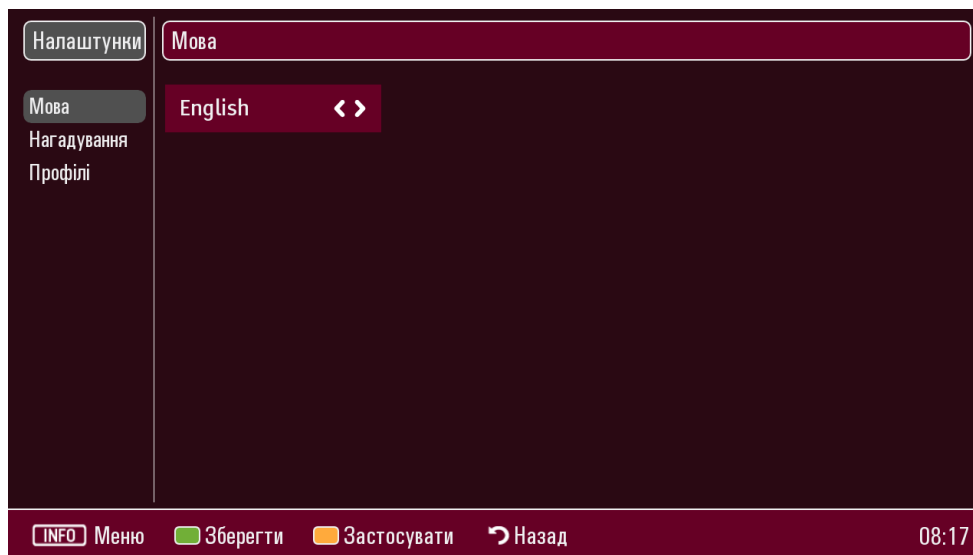 Налаштунки
Мова
Мова
English
Нагадування
Профілі
INFO Меню Зберегти Застосувати Назад 08:17